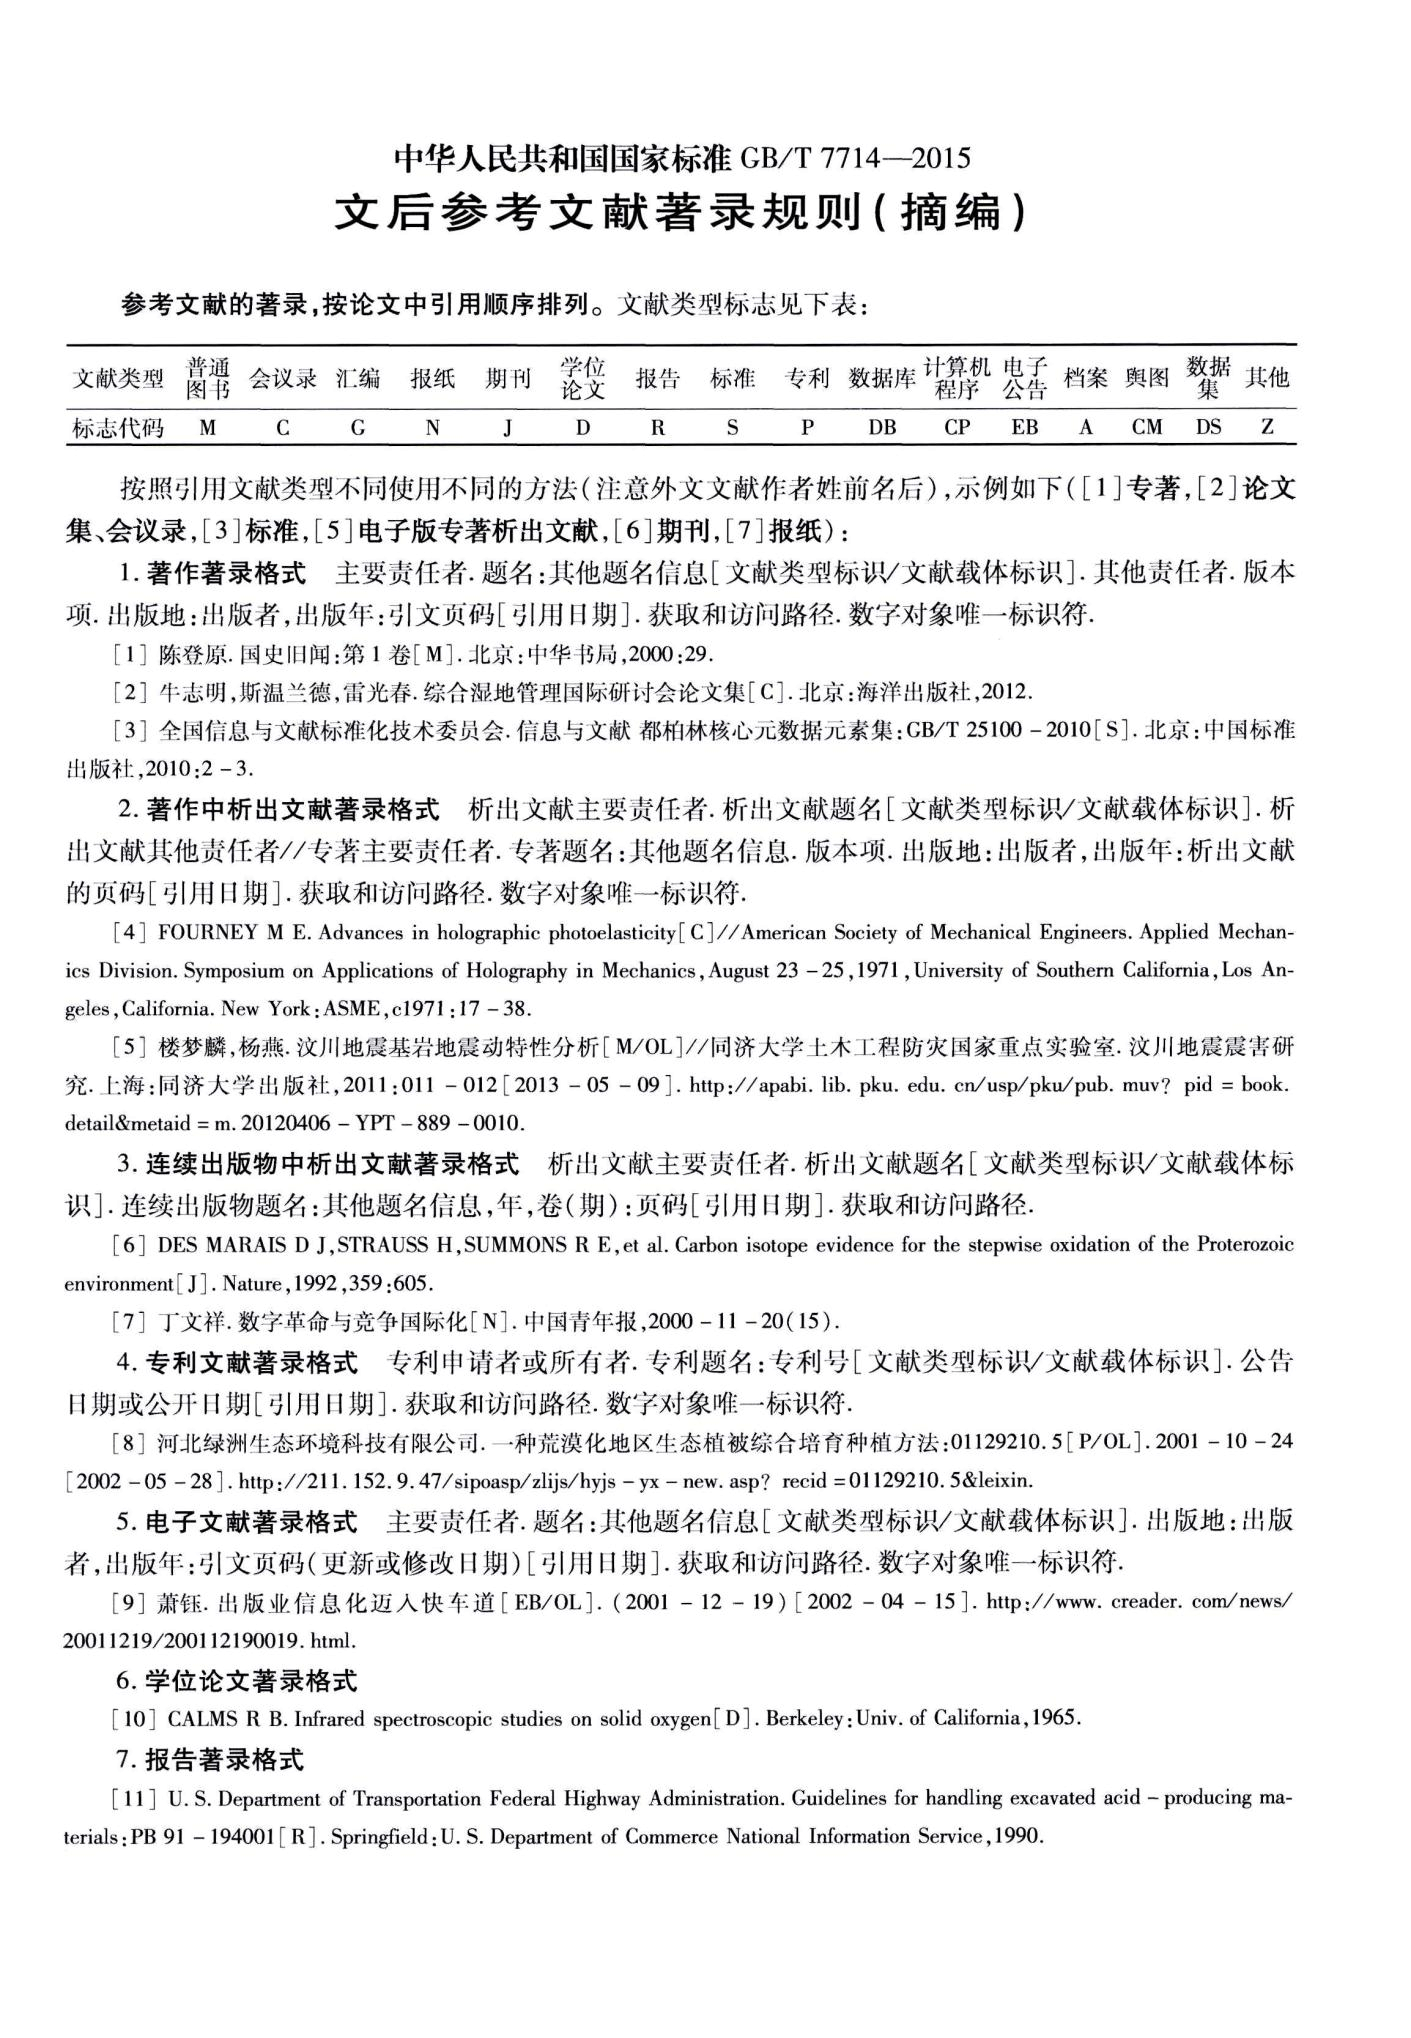 中华人民共和国国家标准 GB/T 7714—2015
文后参考文献著录规则(摘编)
参考文献的著录,按论文中引用顺序排列。文献类型标志见下表:
文献类型 普通图书 会议录 汇编 报纸 期刊 学位论文 报告 标准 专利 数据库 计算机程序 电子公告 档案 舆图 数据集 其他
标志代码 M C G N J D R S P DB CP EB A CM DS Z
按照引用文献类型不同使用不同的方法(注意外文文献作者姓前名后),示例如下([1]专著,[2]论文
集、会议录,[3]标准,[5]电子版专著析出文献,[6]期刊,[7]报纸):
1. 著作著录格式 主要责任者. 题名:其他题名信息[文献类型标识/文献载体标识]. 其他责任者. 版本
项. 出版地:出版者,出版年:引文页码[引用日期]. 获取和访问路径. 数字对象唯一标识符.
[1] 陈登原. 国史旧闻:第1卷[M]. 北京:中华书局,2000:29.
[2] 牛志明,斯温兰德,雷光春. 综合湿地管理国际研讨会论文集[C]. 北京:海洋出版社,2012.
[3] 全国信息与文献标准化技术委员会. 信息与文献 都柏林核心元数据元素集:GB/T 25100 – 2010[S]. 北京:中国标准
出版社,2010:2 – 3.
2. 著作中析出文献著录格式 析出文献主要责任者. 析出文献题名[文献类型标识/文献载体标识]. 析
出文献其他责任者//专著主要责任者. 专著题名:其他题名信息. 版本项. 出版地:出版者,出版年:析出文献
的页码[引用日期]. 获取和访问路径. 数字对象唯一标识符.
[4] FOURNEY M E. Advances in holographic photoelasticity[C]//American Society of Mechanical Engineers. Applied Mechan-
ics Division. Symposium on Applications of Holography in Mechanics,August 23 – 25,1971,University of Southern California,Los An-
geles,California. New York:ASME,c1971:17 – 38.
[5] 楼梦麟,杨燕. 汶川地震基岩地震动特性分析[M/OL]//同济大学土木工程防灾国家重点实验室. 汶川地震震害研
究. 上海:同济大学出版社,2011:011 – 012[2013 – 05 – 09]. http://apabi. lib. pku. edu. cn/usp/pku/pub. muv? pid = book.
detail&metaid = m. 20120406 – YPT – 889 – 0010.
3. 连续出版物中析出文献著录格式 析出文献主要责任者. 析出文献题名[文献类型标识/文献载体标
识]. 连续出版物题名:其他题名信息,年,卷(期):页码[引用日期]. 获取和访问路径.
[6] DES MARAIS D J,STRAUSS H,SUMMONS R E,et al. Carbon isotope evidence for the stepwise oxidation of the Proterozoic
environment[J]. Nature,1992,359:605.
[7] 丁文祥. 数字革命与竞争国际化[N]. 中国青年报,2000 – 11 – 20(15).
4. 专利文献著录格式 专利申请者或所有者. 专利题名:专利号[文献类型标识/文献载体标识]. 公告
日期或公开日期[引用日期]. 获取和访问路径. 数字对象唯一标识符.
[8] 河北绿洲生态环境科技有限公司. 一种荒漠化地区生态植被综合培育种植方法:01129210. 5[P/OL]. 2001 – 10 – 24
[2002 – 05 – 28]. http://211. 152. 9. 47/sipoasp/zlijs/hyjs – yx – new. asp? recid = 01129210. 5&leixin.
5. 电子文献著录格式 主要责任者. 题名:其他题名信息[文献类型标识/文献载体标识]. 出版地:出版
者,出版年:引文页码(更新或修改日期)[引用日期]. 获取和访问路径. 数字对象唯一标识符.
[9] 萧钰. 出版业信息化迈入快车道[EB/OL]. (2001 – 12 – 19)[2002 – 04 – 15]. http://www. creader. com/news/
20011219/200112190019. html.
6. 学位论文著录格式
[10] CALMS R B. Infrared spectroscopic studies on solid oxygen[D]. Berkeley:Univ. of California,1965.
7. 报告著录格式
[11] U. S. Department of Transportation Federal Highway Administration. Guidelines for handling excavated acid – producing ma-
terials:PB 91 – 194001[R]. Springfield:U. S. Department of Commerce National Information Service,1990.